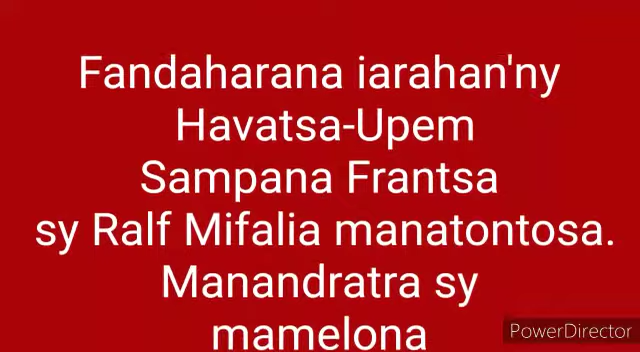 Fandaharana iarahan'ny
Havatsa-Upem
Sampana Frantsa
sy Ralf Mifalia manatontosa.
Manandratra sy
mamelona
PowerDirector